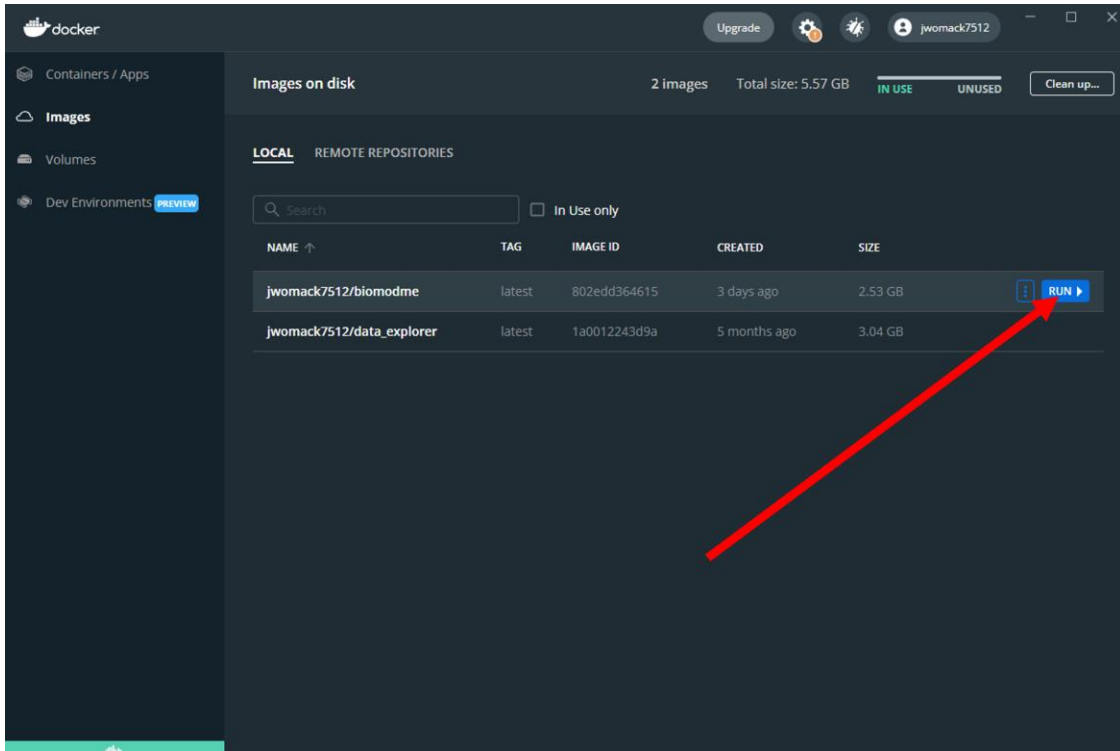 docker
Upgrade
jwomack7512
Containers / Apps
Images
Volumes
Dev Environments PREVIEW
Images on disk
2 images
Total size: 5.57 GB
IN USE
UNUSED
Clean up...
LOCAL REMOTE REPOSITORIES
Search
In Use only
NAME TAG IMAGE ID CREATED SIZE
jwomack7512/biomodme latest 802edd364615 3 days ago 2.53 GB RUN
jwomack7512/data_explorer latest 1a0012243d9a 5 months ago 3.04 GB